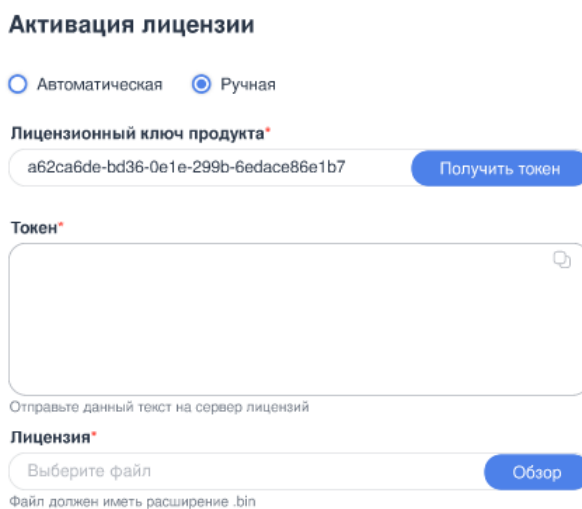 Активация лицензии
Автоматическая Ручная
Лицензионный ключ продукта*
a62ca6de-bd36-0e1e-299b-6edace86e1b7 Получить токен
Токен*
Отправьте данный текст на сервер лицензий
Лицензия*
Выберите файл Обзор
Файл должен иметь расширение .bin